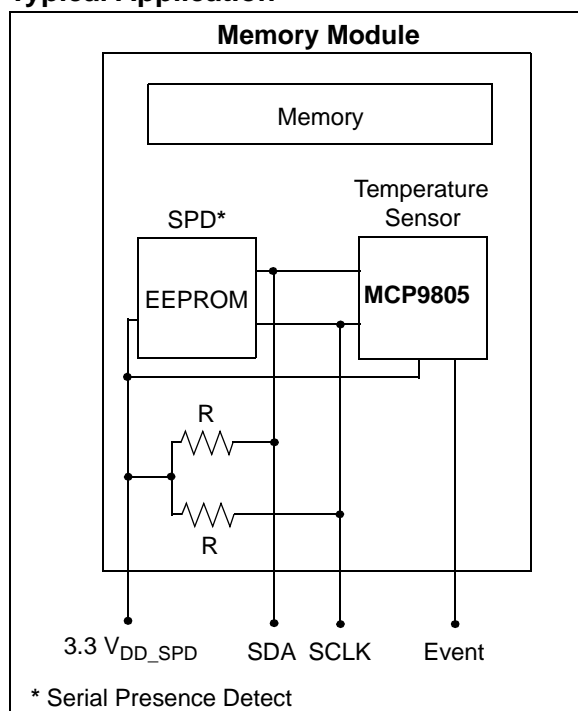 Typical Application
Memory Module
Memory
Temperature
Sensor
SPD*
EEPROM
MCP9805
R
R
3.3 VDD_SPD
SDA
SCLK
Event
* Serial Presence Detect